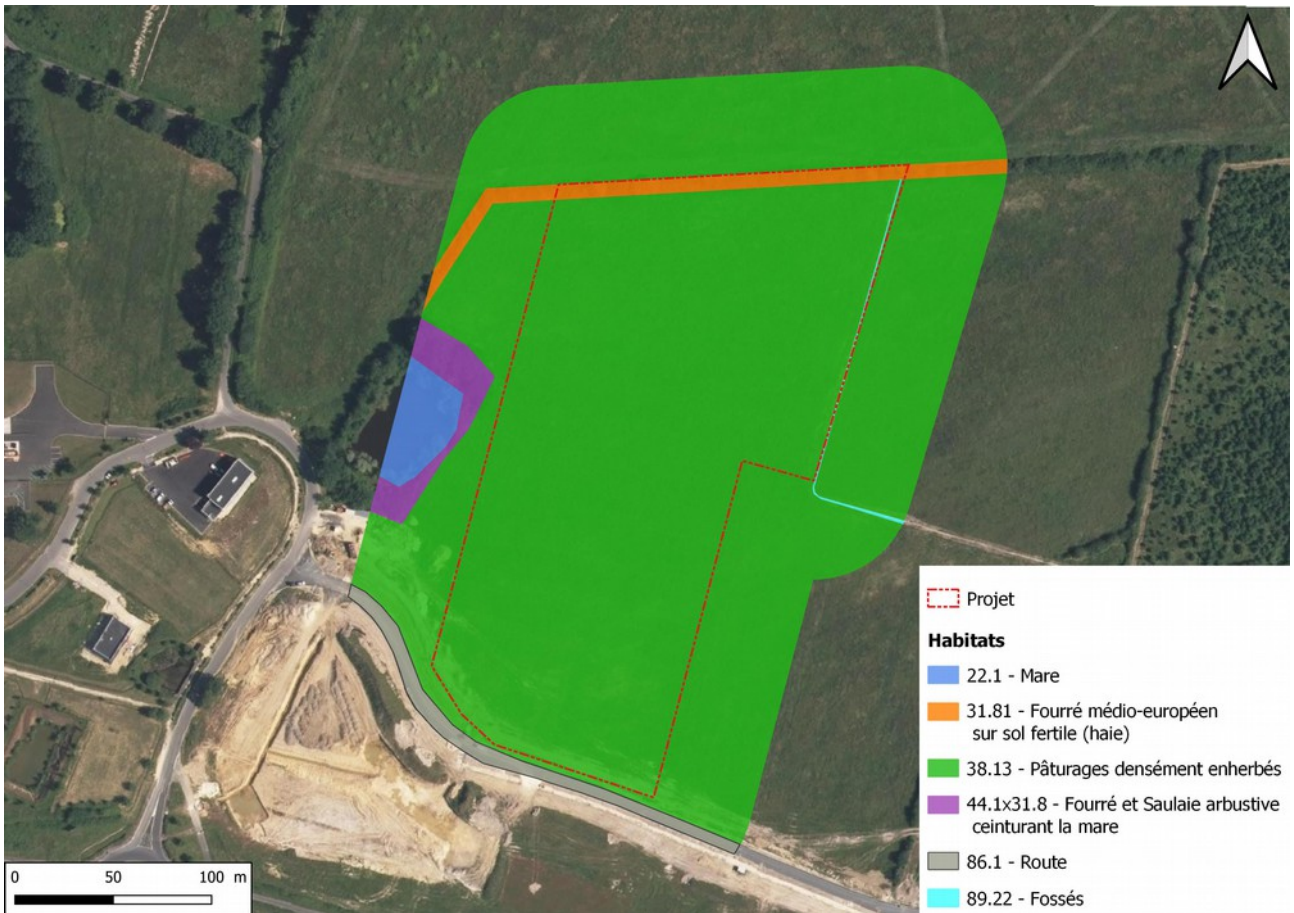 Projet
Habitats
22.1 - Mare
31.81 - Fourré médio-européen
sur sol fertile (haie)
38.13 - Pâturages densément enherbés
44.1x31.8 - Fourré et Saulaie arbustive
ceinturant la mare
86.1 - Route
89.22 - Fossés
0 50 100 m